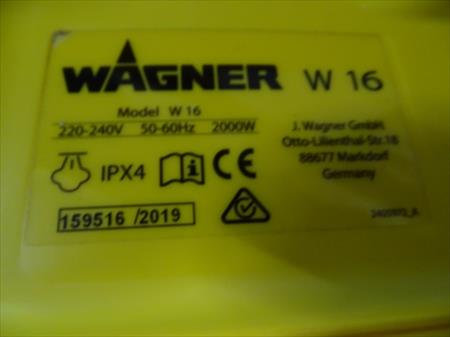 WAGNER W 16
Model W 16
220-240V 50-60Hz 2000W
J. Wagner GmbH
Otto-Lilienthal-Str.18
88677 Markdorf
Germany
IPX4 i CE
159516 /2019